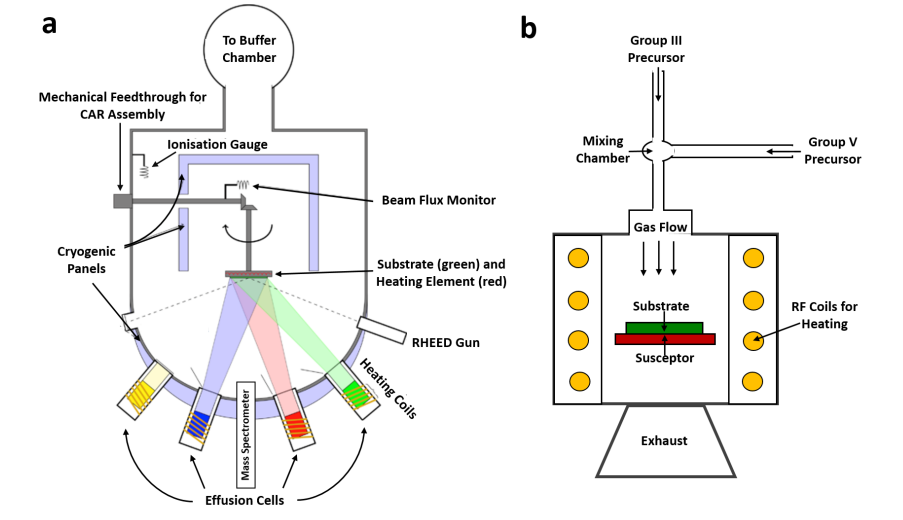 a
To Buffer
Chamber
Mechanical Feedthrough for
CAR Assembly
Ionisation Gauge
Beam Flux Monitor
Cryogenic
Panels
Substrate (green) and
Heating Element (red)
RHEED Gun
Heating Coils
Mass Spectrometer
Effusion Cells
b
Group III
Precursor
Mixing
Chamber
Group V
Precursor
Gas Flow
Substrate
Susceptor
RF Coils for
Heating
Exhaust